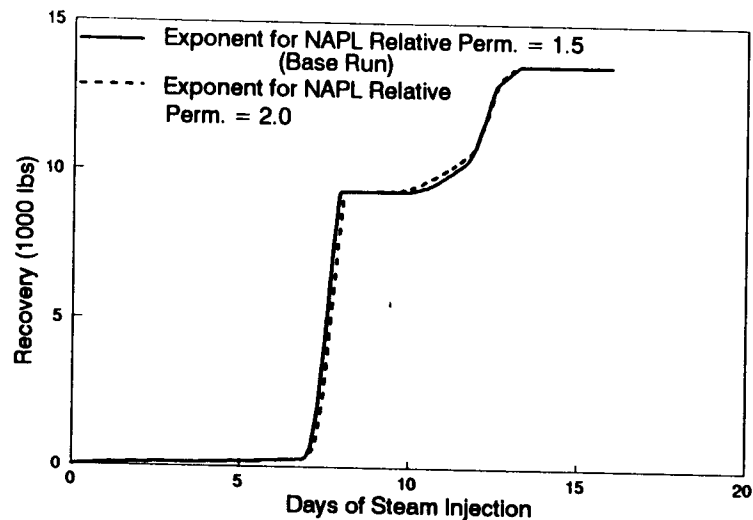 15
10
5
0
Recovery (1000 lbs)
Exponent for NAPL Relative Perm. = 1.5
(Base Run)
Exponent for NAPL Relative
Perm. = 2.0
0
5
10
15
20
Days of Steam Injection